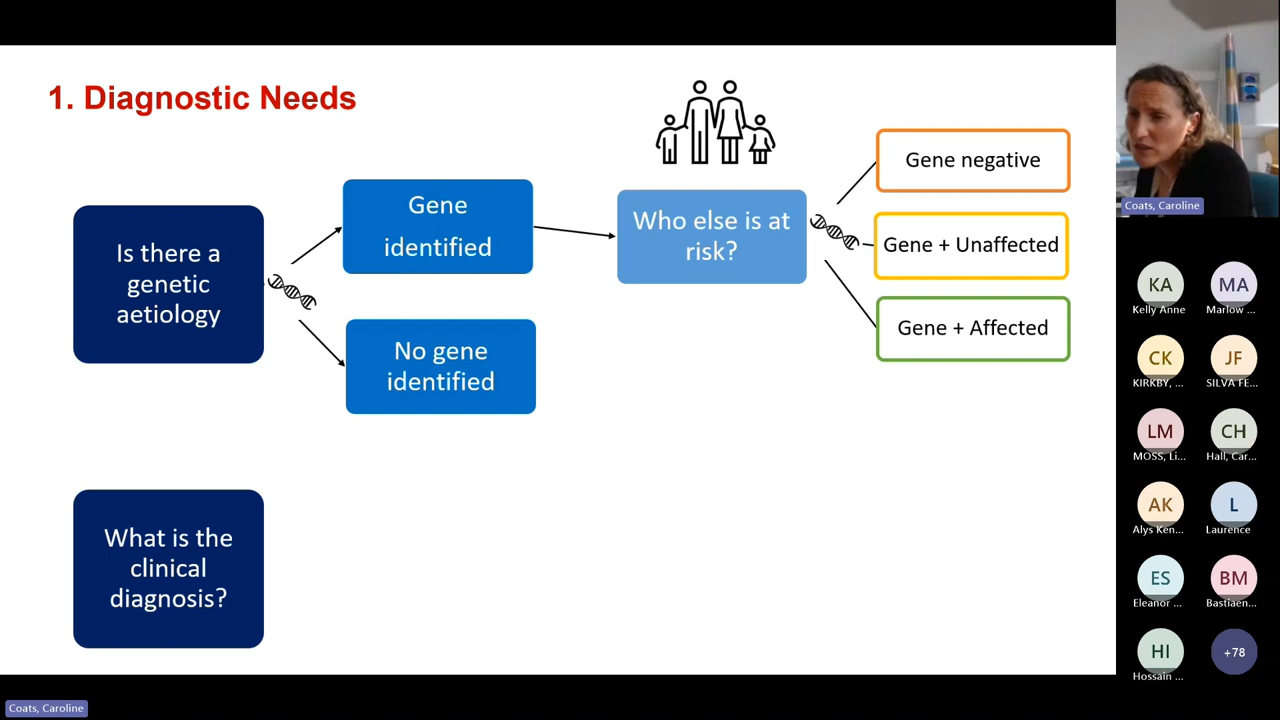 1. Diagnostic Needs
Is there a
genetic
aetiology
Gene
identified
No gene
identified
Who else is at
risk?
Gene negative
Gene + Unaffected
Gene + Affected
What is the
clinical
diagnosis?
Coats, Caroline
Coats, Caroline
KA
Kelly Anne
MA
Marlow ...
CK
KIRKBY, ...
JF
SILVA FE...
LM
MOSS, Li...
CH
Hall, Car...
AK
Alys Ken...
L
Laurence
ES
Eleanor ...
BM
Bastiaen...
HI
Hossain ...
+78